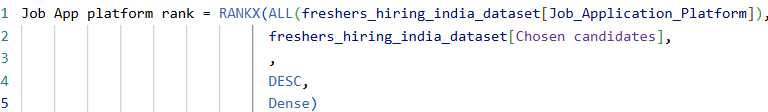 1 Job App platform rank = RANKX(ALL(freshers_hiring_india_dataset[Job_Application_Platform]),
2 freshers_hiring_india_dataset[Chosen candidates],
3 ,
4 DESC,
5 Dense)